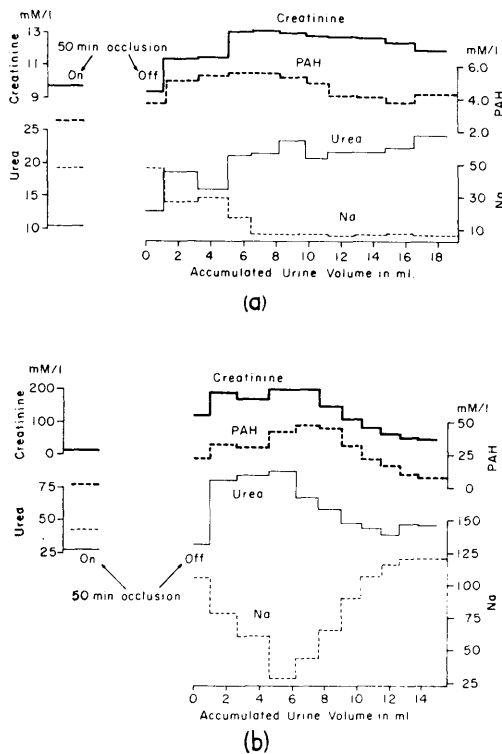 (a)
mM/l
Creatinine
13
11
9
50 min occlusion
On
Off
Creatinine
PAH
mM/l
6.0
4.0
2.0
PAH
Urea
25
20
15
10
Urea
Na
50
30
10
Na
0 2 4 6 8 10 12 14 16 18
Accumulated Urine Volume in ml.
(a)
mM/l
Creatinine
200
100
0
Creatinine
PAH
mM/l
50
25
0
PAH
Urea
75
50
25
On
Off
50 min occlusion
Urea
Na
150
125
100
75
50
25
Na
0 2 4 6 8 10 12 14
Accumulated Urine Volume in ml.
(b)